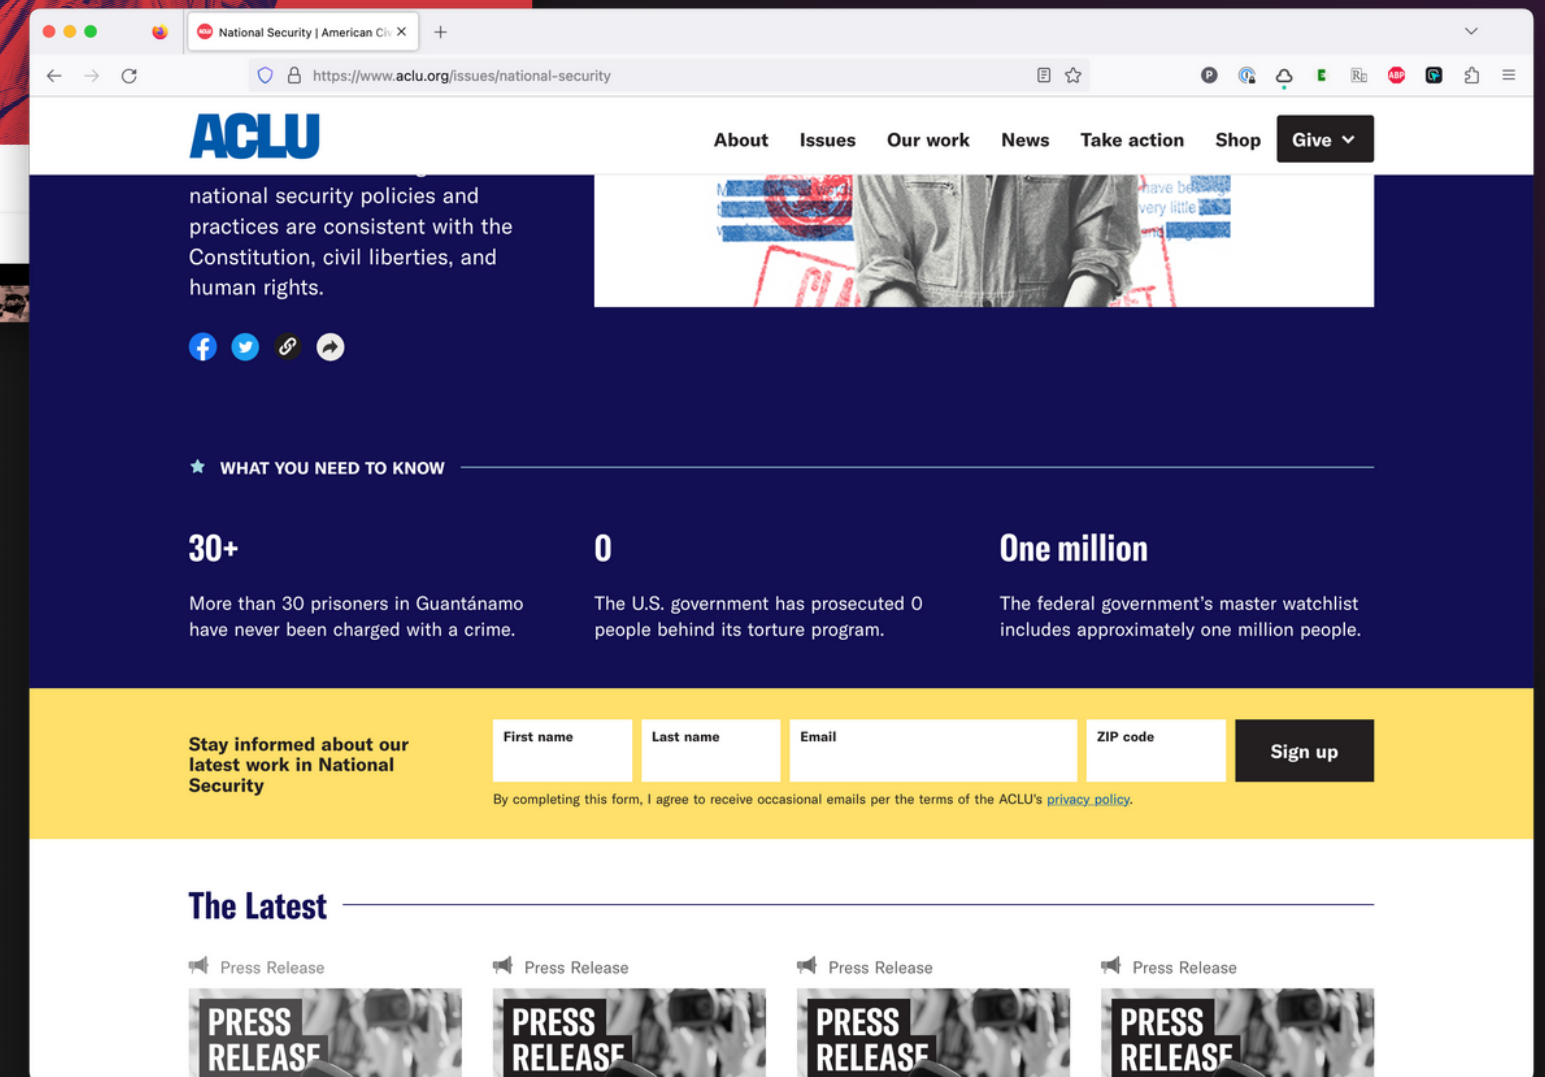 National Security | American Civ
https://www.aclu.org/issues/national-security
ABP
ACLU
About
Issues
Our work
News
Take action
Shop
Give
national security policies and
practices are consistent with the
Constitution, civil liberties, and
human rights.
have be
very little
WHAT YOU NEED TO KNOW
30+
More than 30 prisoners in Guantánamo
have never been charged with a crime.
0
The U.S. government has prosecuted 0
people behind its torture program.
One million
The federal government's master watchlist
includes approximately one million people.
Stay informed about our
latest work in National
Security
First name
Last name
Email
ZIP code
Sign up
By completing this form, I agree to receive occasional emails per the terms of the ACLU's privacy policy.
The Latest
Press Release
Press Release
Press Release
Press Release
PRESS
RELEASE
PRESS
RELEASE
PRESS
RELEASE
PRESS
RELEASE